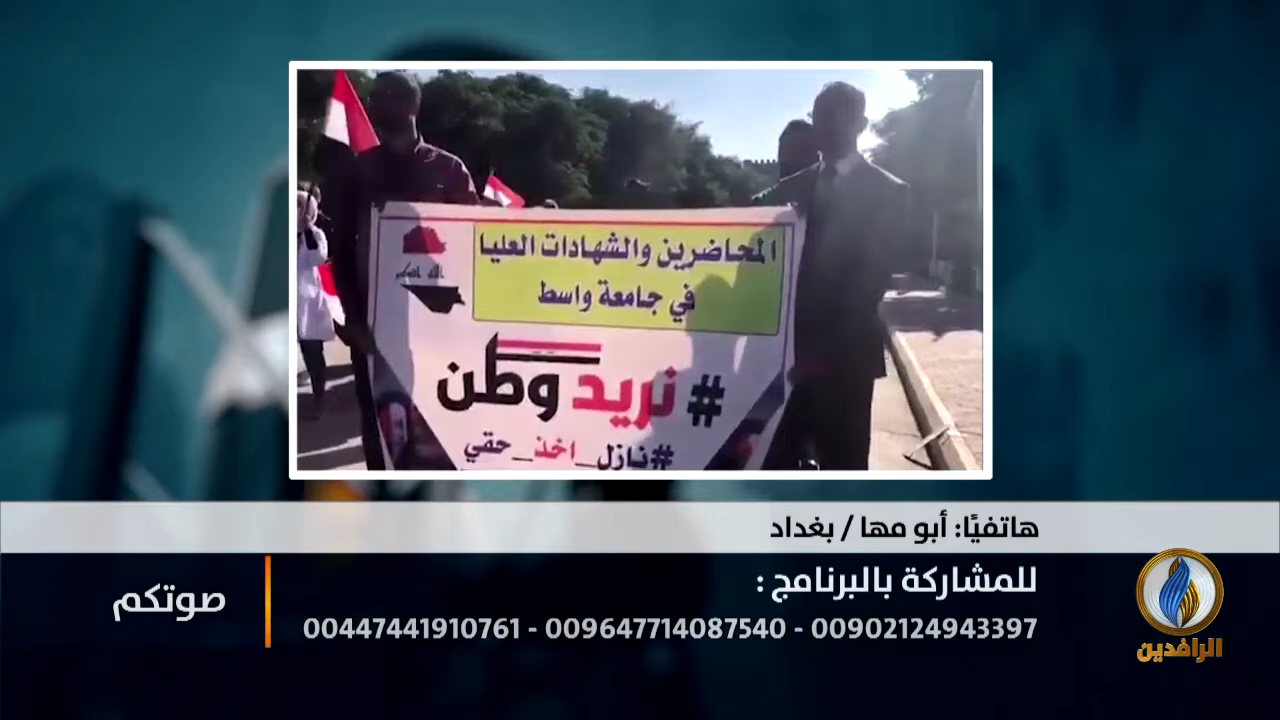 المحاضرين والشهادات العليا
في جامعة واسط
#نريد وطن
#نازل_اخذ_حقي
هاتفيًا: أبو مها / بغداد
للمشاركة بالبرنامج :
صوتكم
00447441910761 - 009647714087540 - 00902124943397
الرافدين